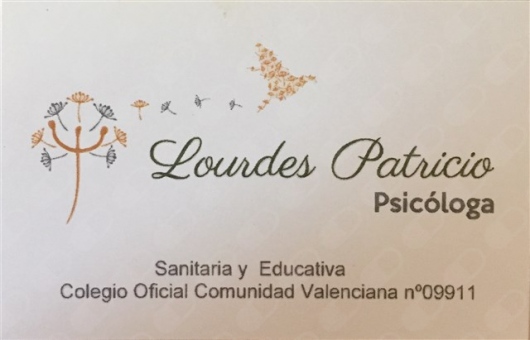 Lourdes Patricio
Psicóloga
Sanitaria y Educativa
Colegio Oficial Comunidad Valenciana nº09911